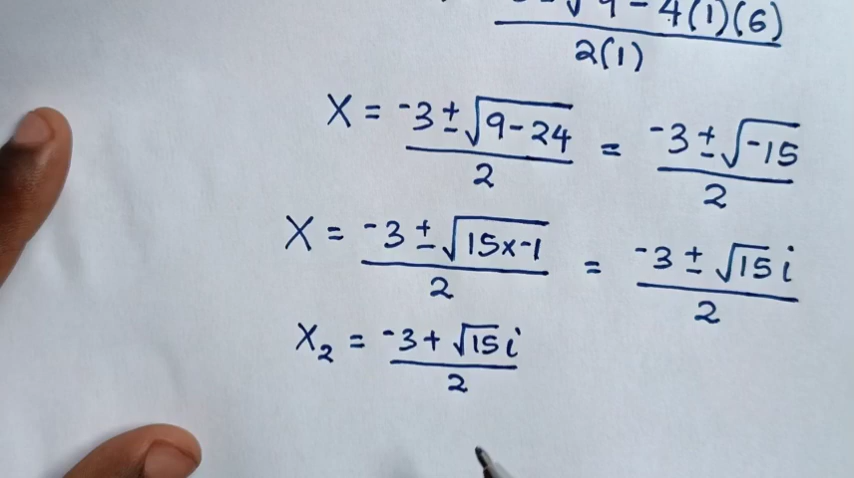 √9 - 4(1)(6)
2(1)
X = -3 ± √9-24 / 2 = -3 ± √-15 / 2
X = -3 ± √15x-1 / 2 = -3 ± √15 i / 2
X₂ = -3 + √15 i / 2